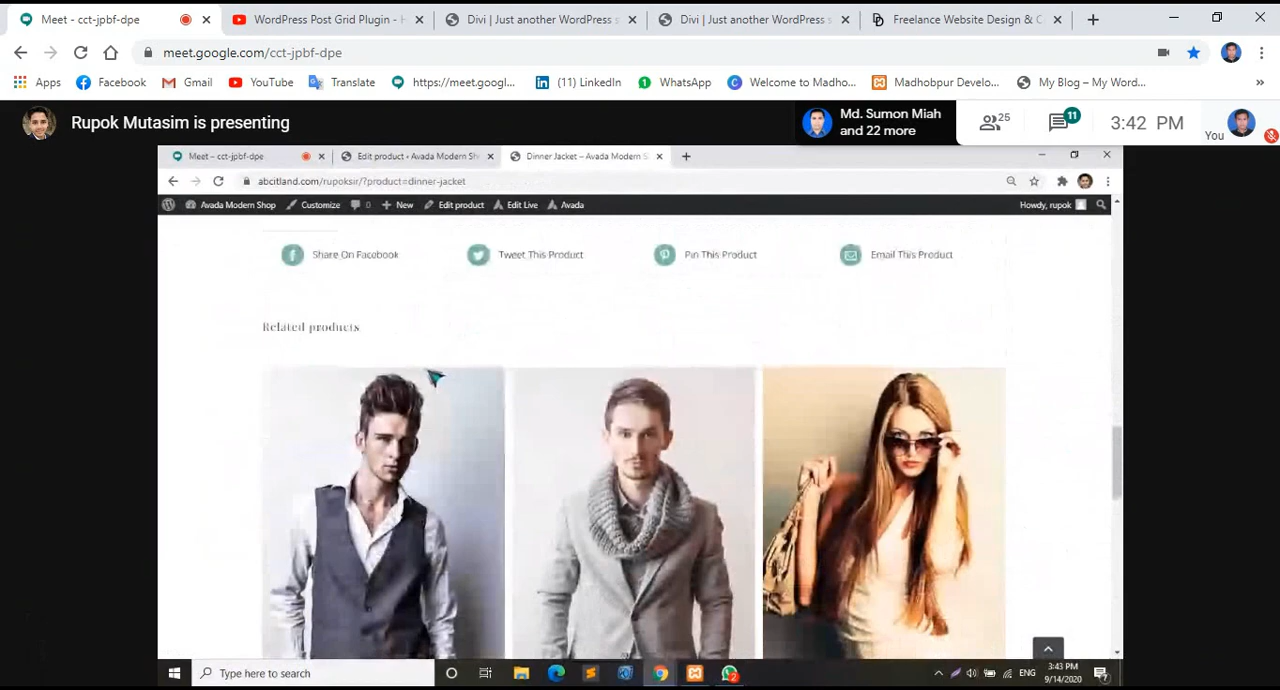 Meet - cct-jpbf-dpe
WordPress Post Grid Plugin - H
Divi | Just another WordPress s
Divi | Just another WordPress s
Freelance Website Design & C
meet.google.com/cct-jpbf-dpe
Apps
Facebook
Gmail
YouTube
Translate
https://meet.googl...
(11) LinkedIn
WhatsApp
Welcome to Madho...
Madhobpur Develo...
My Blog – My Word...
»
Rupok Mutasim is presenting
Md. Sumon Miah
and 22 more
25
11
3:42 PM
You
Meet – cct-jpbf-dpe
Edit product ‹ Avada Modern Sh
Dinner Jacket – Avada Modern S
abcitland.com/rupoksir/?product=dinner-jacket
Avada Modern Shop
Customize
0
New
Edit product
Edit Live
Avada
Howdy, rupok
Share On Facebook
Tweet This Product
Pin This Product
Email This Product
Related products
Type here to search
2
ENG
3:43 PM
9/14/2020